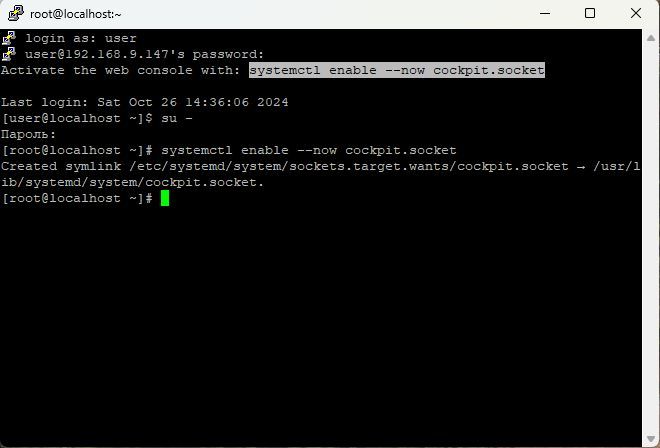 root@localhost:~
login as: user
user@192.168.9.147's password:
Activate the web console with: systemctl enable --now cockpit.socket
Last login: Sat Oct 26 14:36:06 2024
[user@localhost ~]$ su -
Пароль:
[root@localhost ~]# systemctl enable --now cockpit.socket
Created symlink /etc/systemd/system/sockets.target.wants/cockpit.socket → /usr/l
ib/systemd/system/cockpit.socket.
[root@localhost ~]#